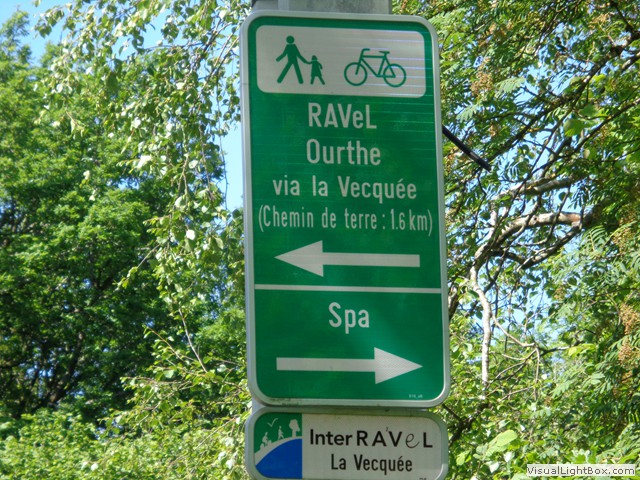 RAVeL
Ourthe
via la Vecquée
(Chemin de terre : 1.6 km)
Spa
InterRAVeL
La Vecquée
VisualLightBox.com